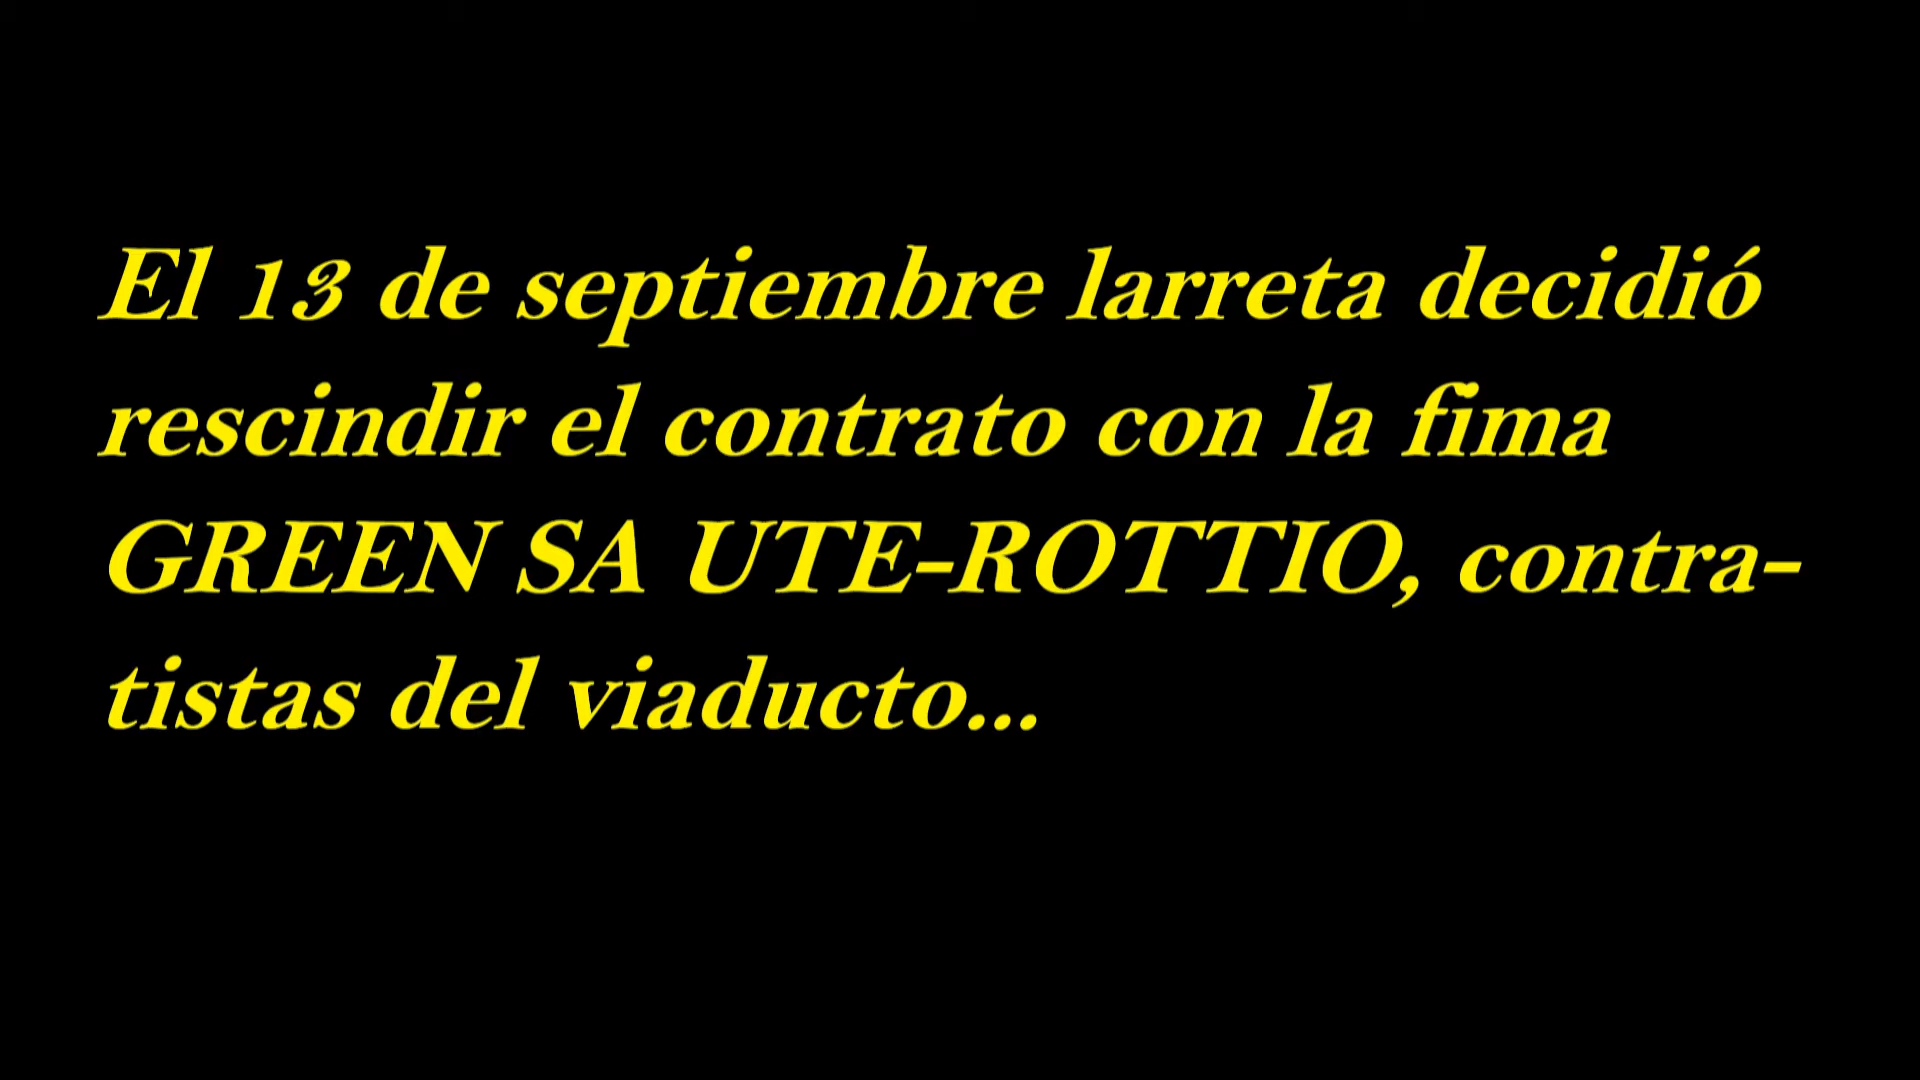 El 13 de septiembre larreta decidió
rescindir el contrato con la fima
GREEN SA UTE-ROTTIO, contra-
tistas del viaducto...